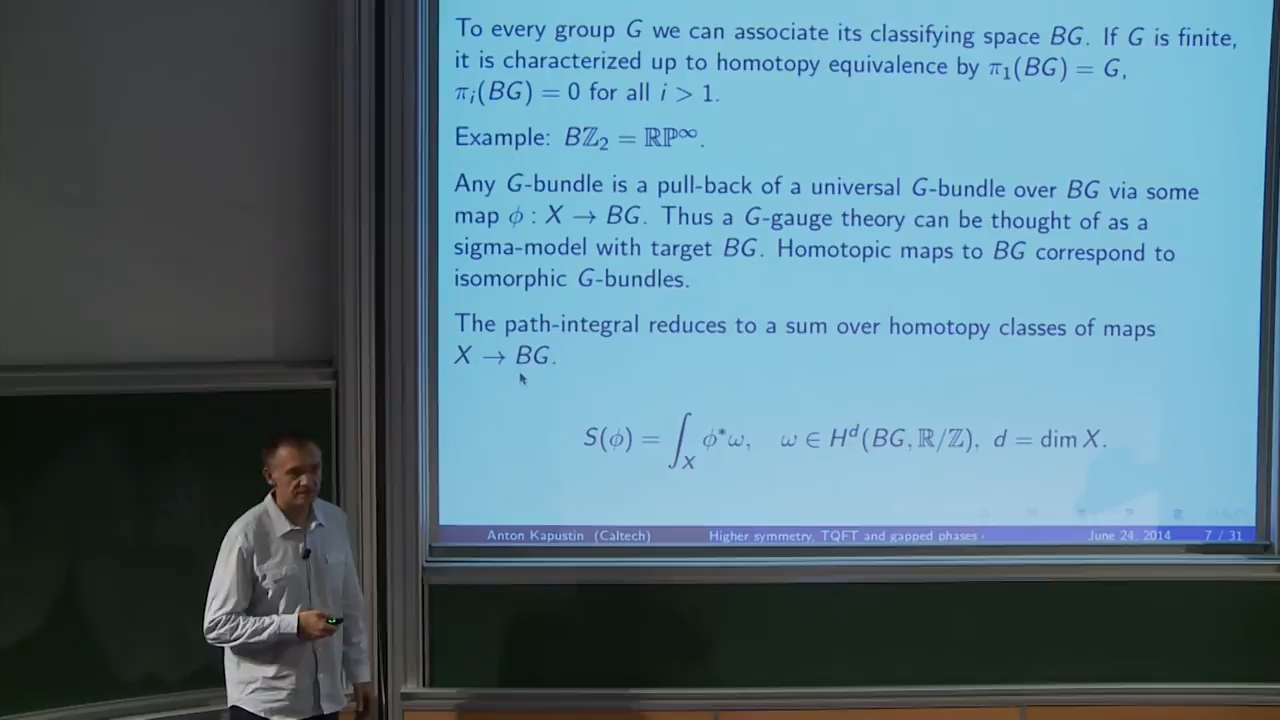 To every group G we can associate its classifying space BG. If G is finite,
it is characterized up to homotopy equivalence by π₁(BG) = G,
πᵢ(BG) = 0 for all i > 1.
Example: Bℤ₂ = ℝℙ^∞.
Any G-bundle is a pull-back of a universal G-bundle over BG via some
map ϕ : X → BG. Thus a G-gauge theory can be thought of as a
sigma-model with target BG. Homotopic maps to BG correspond to
isomorphic G-bundles.
The path-integral reduces to a sum over homotopy classes of maps
X → BG.
S(ϕ) = ∫_X ϕ*ω, ω ∈ H^d(BG, ℝ/ℤ), d = dim X.
Anton Kapustin (Caltech) Higher symmetry, TQFT and gapped phases June 24, 2014 7 / 31